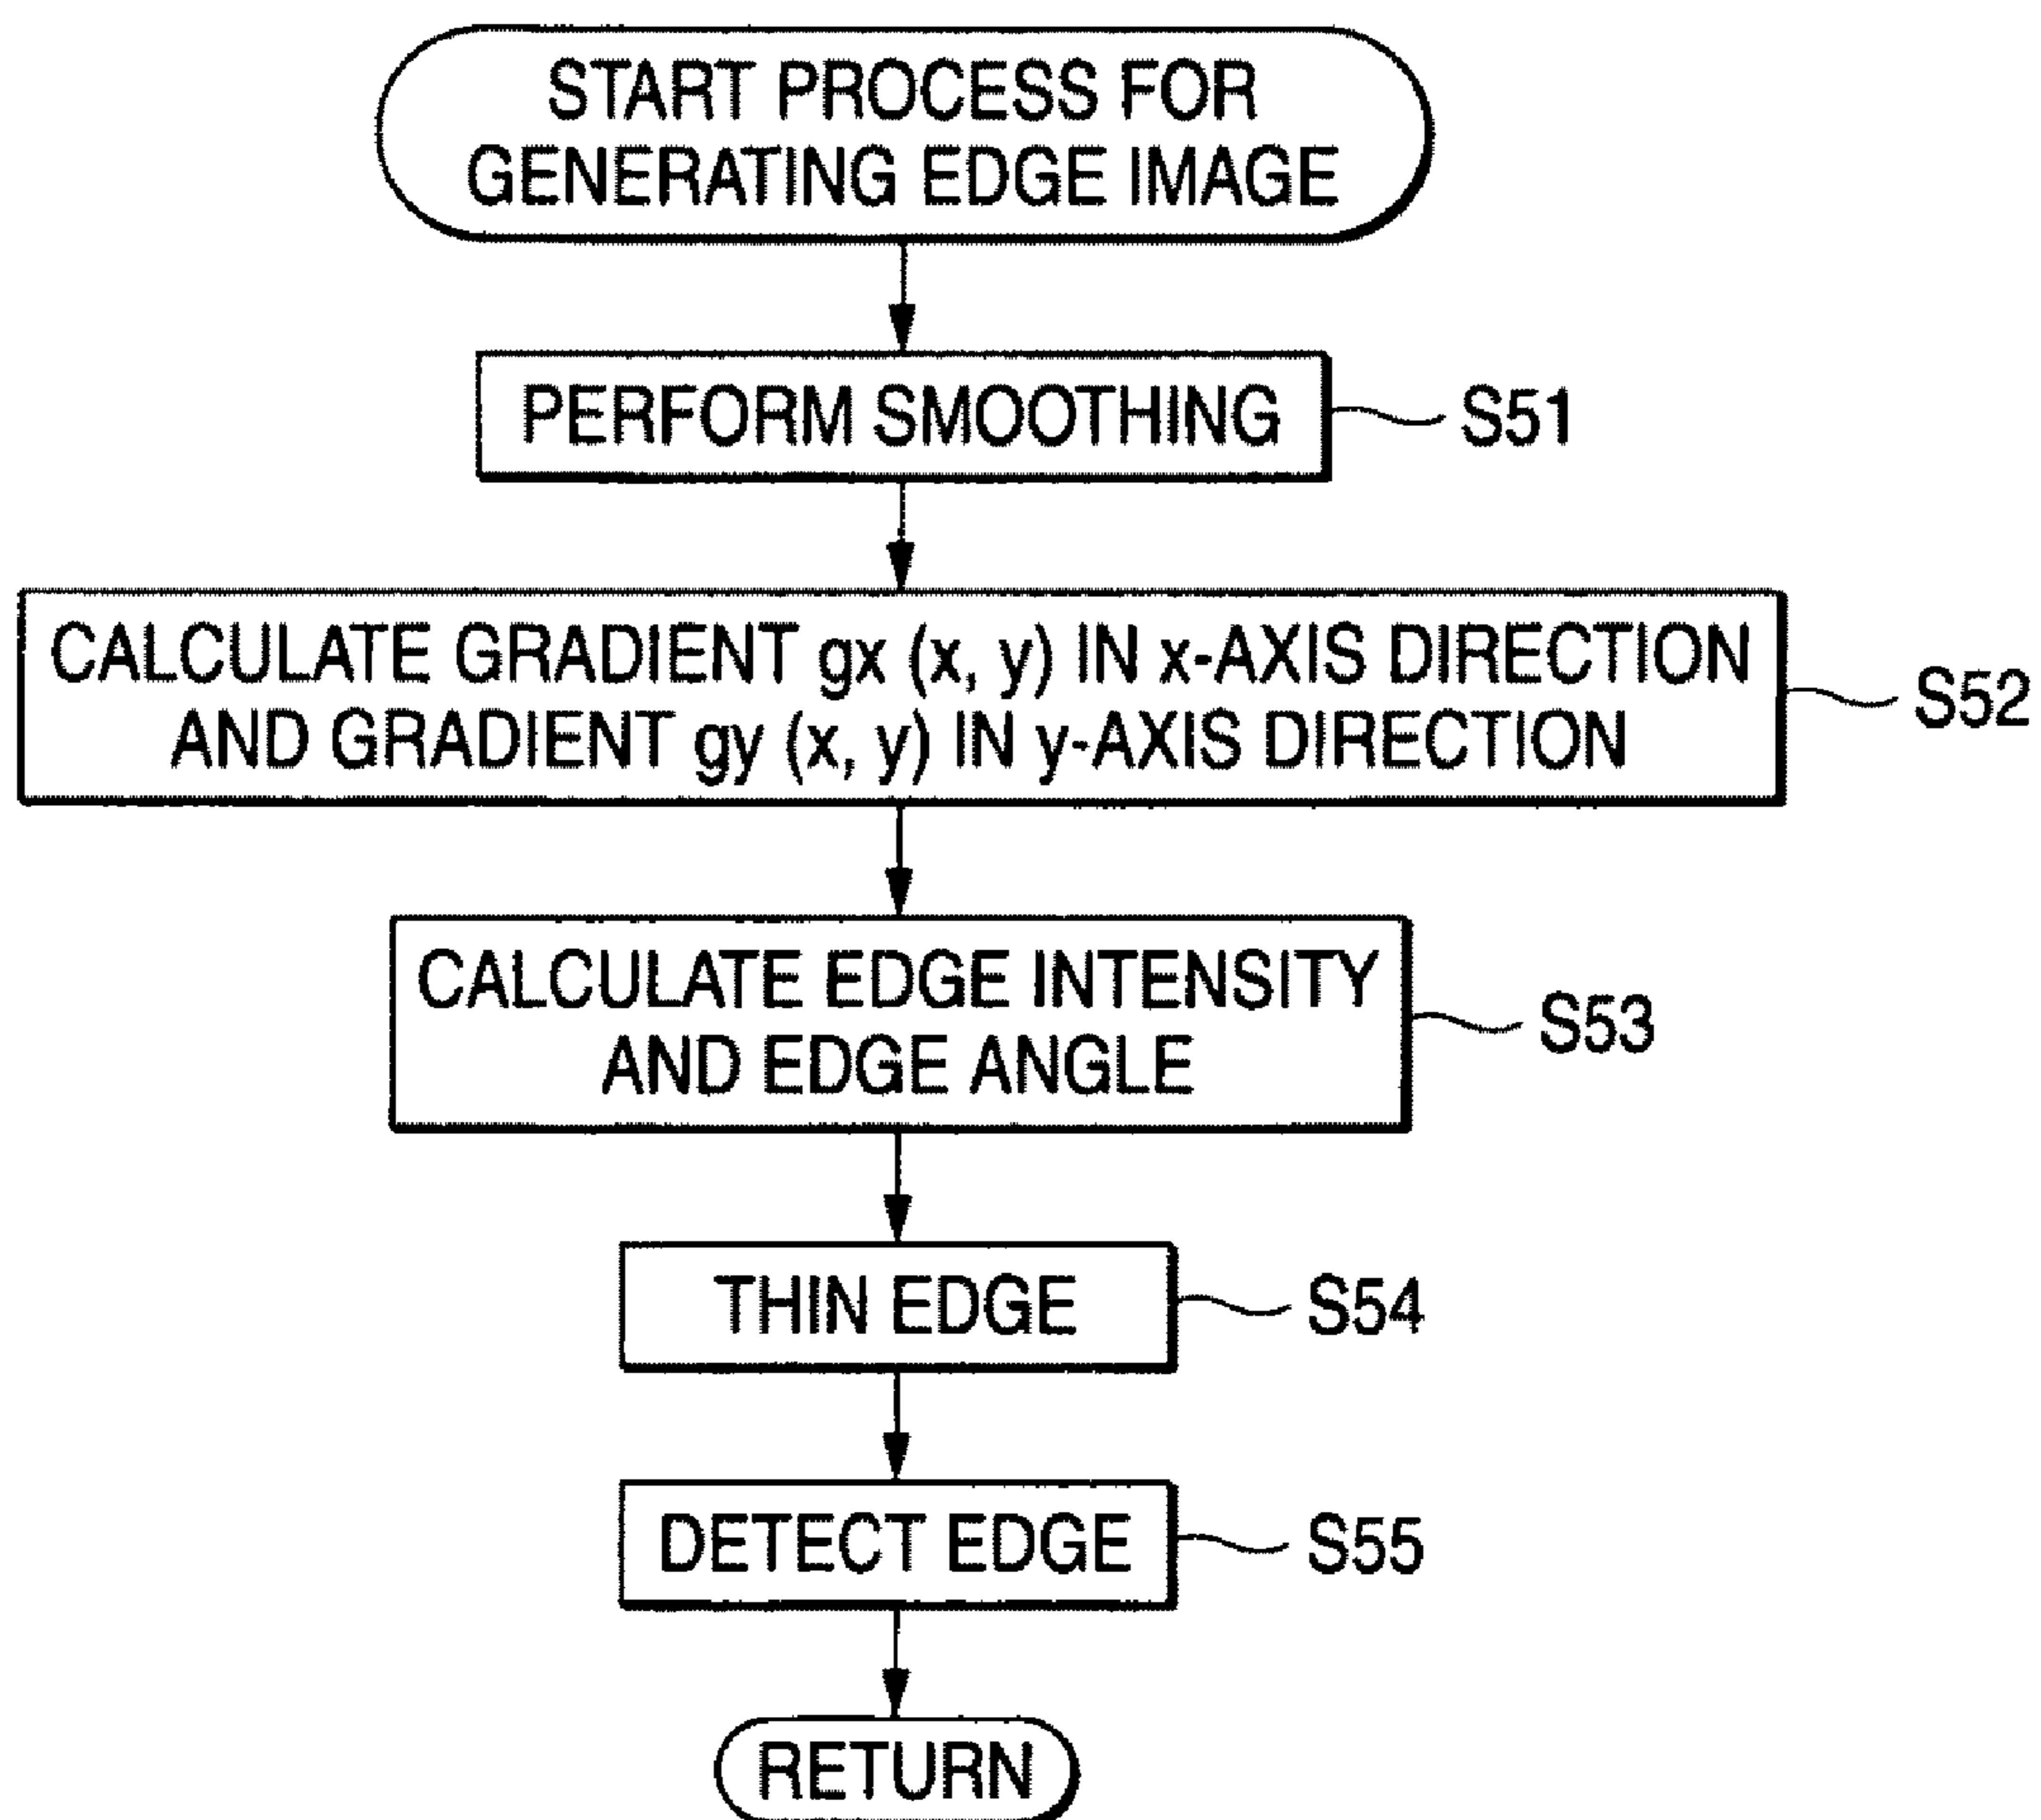 START PROCESS FOR
GENERATING EDGE IMAGE
PERFORM SMOOTHING
S51
CALCULATE GRADIENT gx (x, y) IN x-AXIS DIRECTION
AND GRADIENT gy (x, y) IN y-AXIS DIRECTION
S52
CALCULATE EDGE INTENSITY
AND EDGE ANGLE
S53
THIN EDGE
S54
DETECT EDGE
S55
RETURN